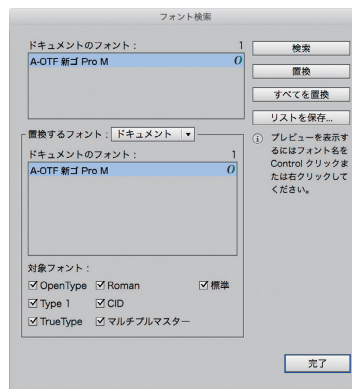 フォント検索
ドキュメントのフォント： 1
A-OTF 新ゴ Pro M O
検索
置換
すべてを置換
リストを保存...
置換するフォント： ドキュメント
ドキュメントのフォント： 1
A-OTF 新ゴ Pro M O
プレビューを表示す
るにはフォント名を
Control クリックま
たは右クリックして
ください。
対象フォント：
OpenType Roman 標準
Type 1 CID
TrueType マルチプルマスター
完了